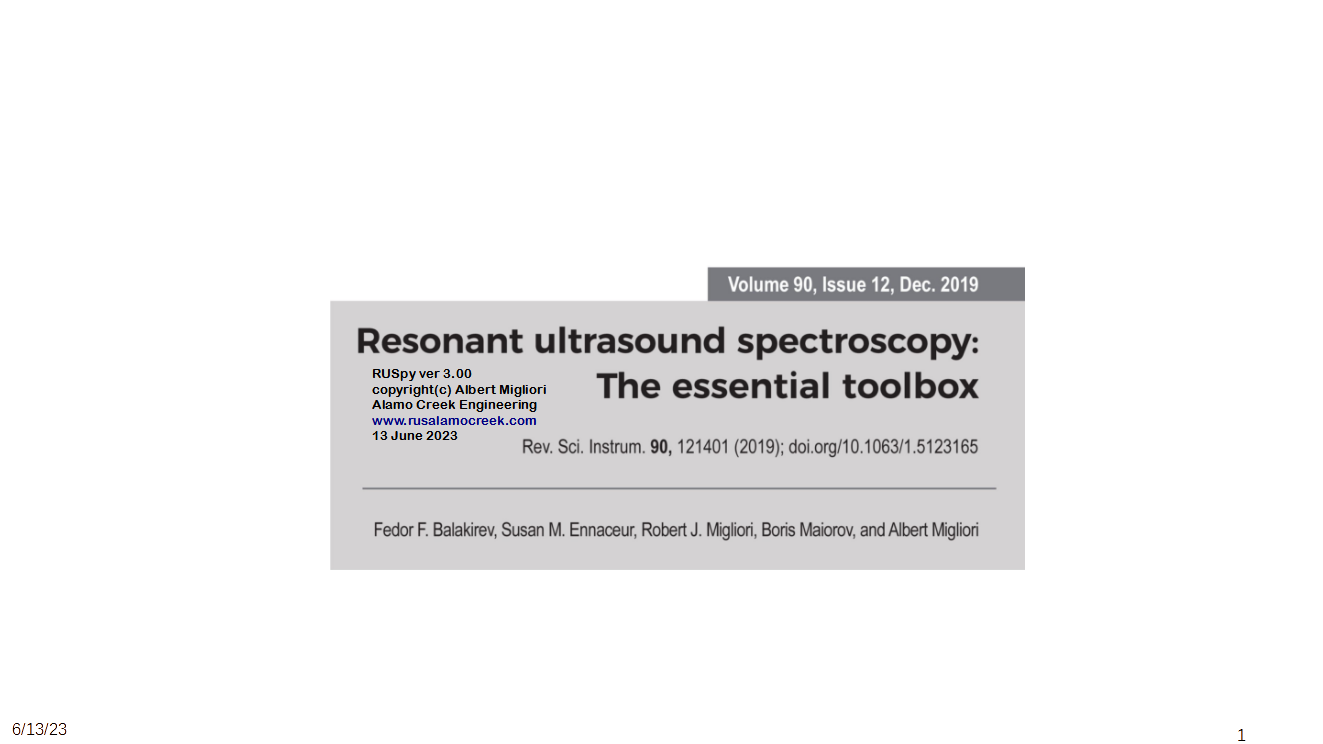 Volume 90, Issue 12, Dec. 2019
Resonant ultrasound spectroscopy:
The essential toolbox
RUSpy ver 3.00
copyright(c) Albert Migliori
Alamo Creek Engineering
www.rusalamocreek.com
13 June 2023
Rev. Sci. Instrum. 90, 121401 (2019); doi.org/10.1063/1.5123165
Fedor F. Balakirev, Susan M. Ennaceur, Robert J. Migliori, Boris Maiorov, and Albert Migliori
6/13/23
1